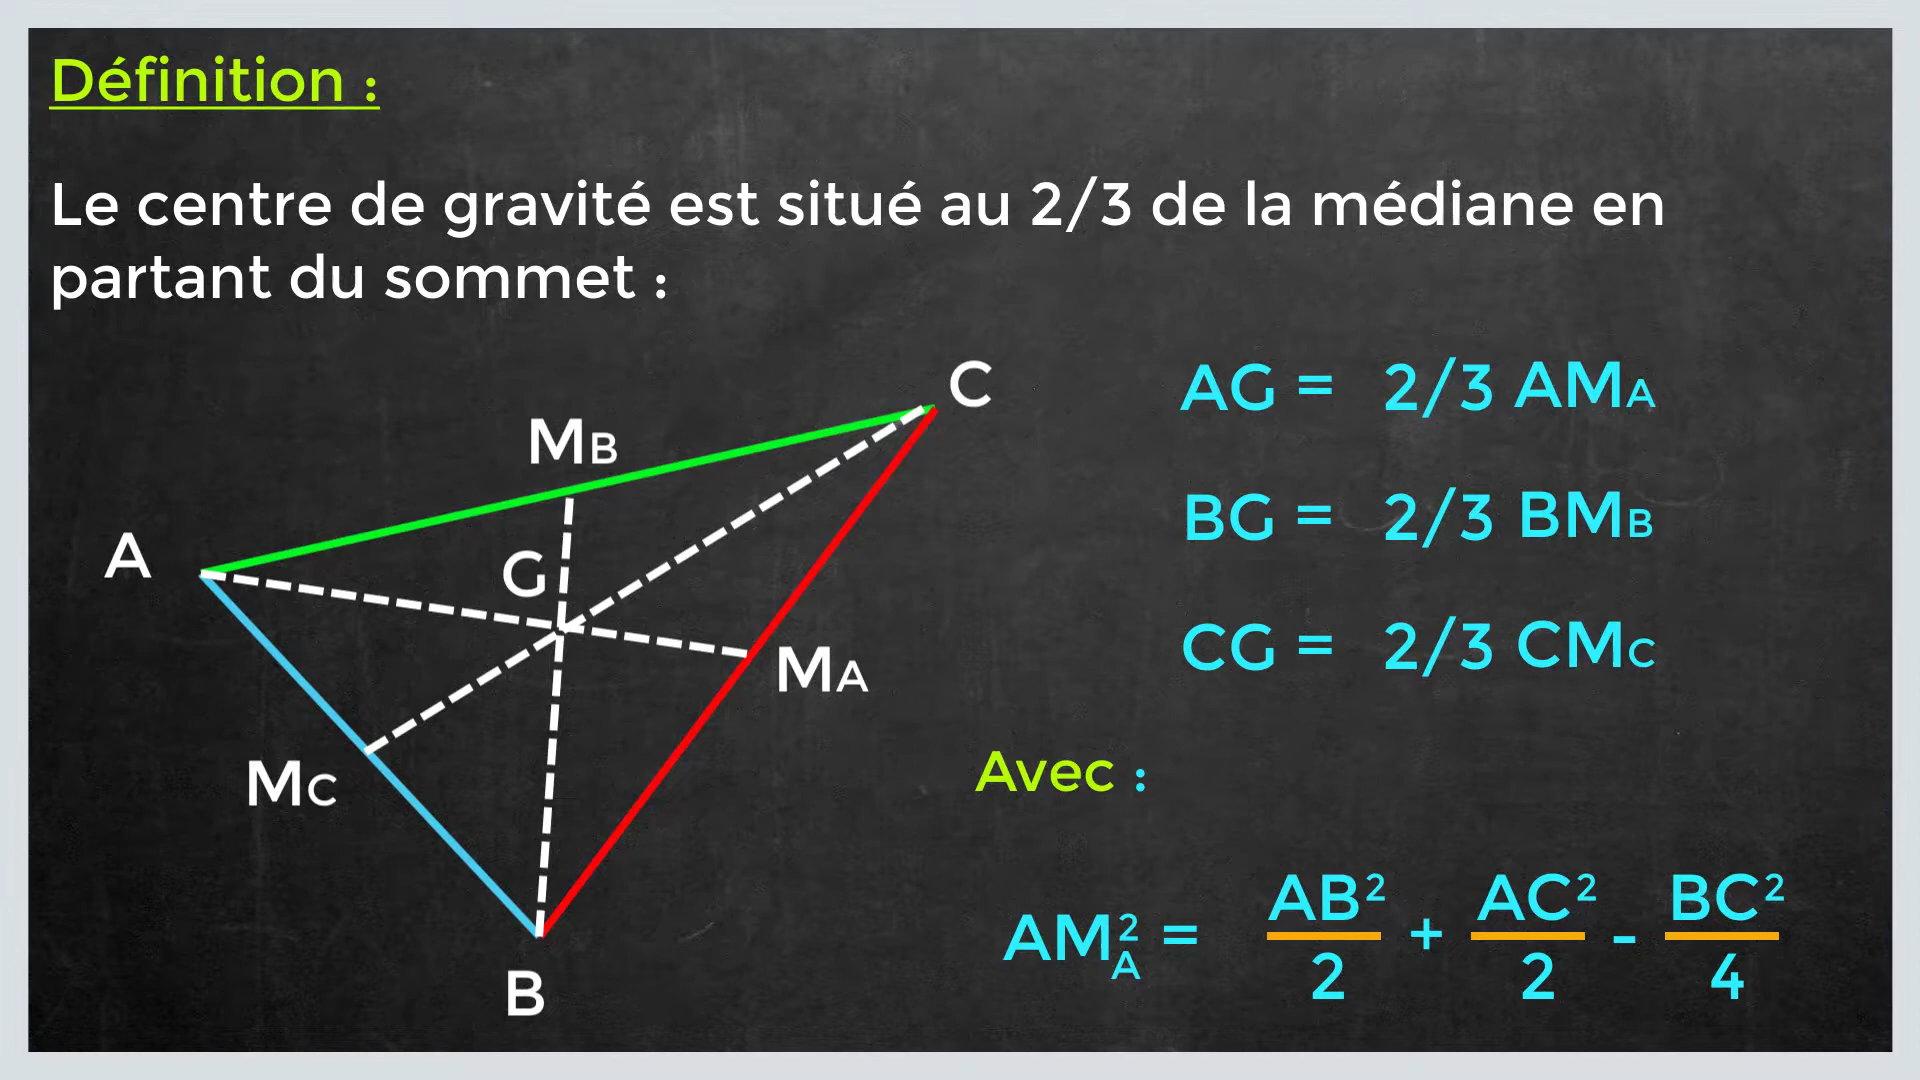 Définition :
Le centre de gravité est situé au 2/3 de la médiane en
partant du sommet :
C
MB
A
G
MA
MC
B
AG = 2/3 AMA
BG = 2/3 BMB
CG = 2/3 CMC
Avec :
AM²A = AB²/2 + AC²/2 - BC²/4